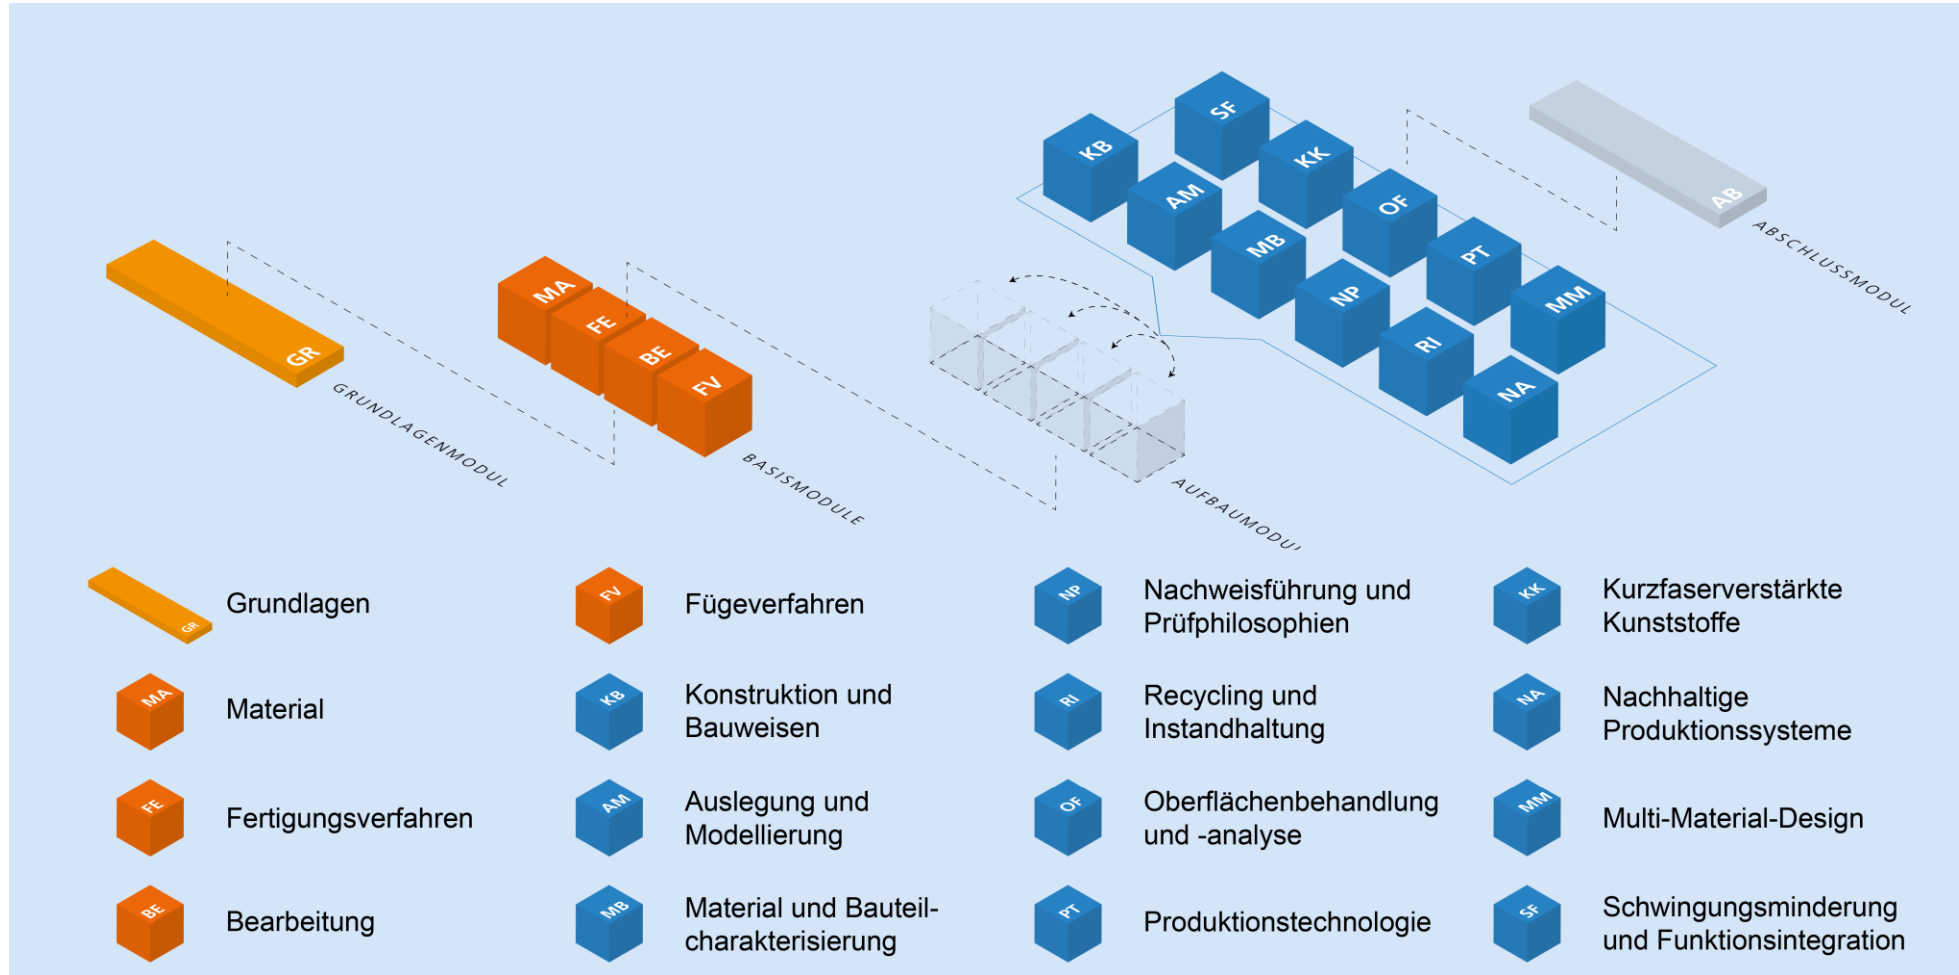 SF
KB
KK
AM
OF
AB
MB
PT
ABSCHLUSSMODUL
NP
MM
GR
MA
FE
RI
BE
NA
FV
GRUNDLAGENMODUL
BASISMODULE
AUFBAUMODU
GR
Grundlagen
FV
Fügeverfahren
NP
Nachweisführung und
Prüfphilosophien
KK
Kurzfaserverstärkte
Kunststoffe
MA
Material
KB
Konstruktion und
Bauweisen
RI
Recycling und
Instandhaltung
NA
Nachhaltige
Produktionssysteme
FE
Fertigungsverfahren
AM
Auslegung und
Modellierung
OF
Oberflächenbehandlung
und -analyse
MM
Multi-Material-Design
BE
Bearbeitung
MB
Material und Bauteil-
charakterisierung
PT
Produktionstechnologie
SF
Schwingungsminderung
und Funktionsintegration